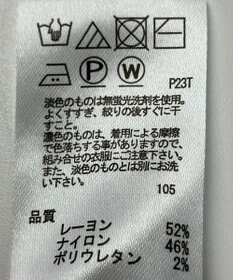 P23T
P W
淡色のものは無蛍光洗剤を使用。
よくすすぎ、絞りの後すぐに干
すこと。
濃色のものは、着用による摩擦
で色落ちする事がありますので、
組み合せの衣服にご注意下さい。
また、淡色のものとは別にお洗
い下さい。
105
品質
レーヨン 52%
ナイロン 46%
ポリウレタン 2%